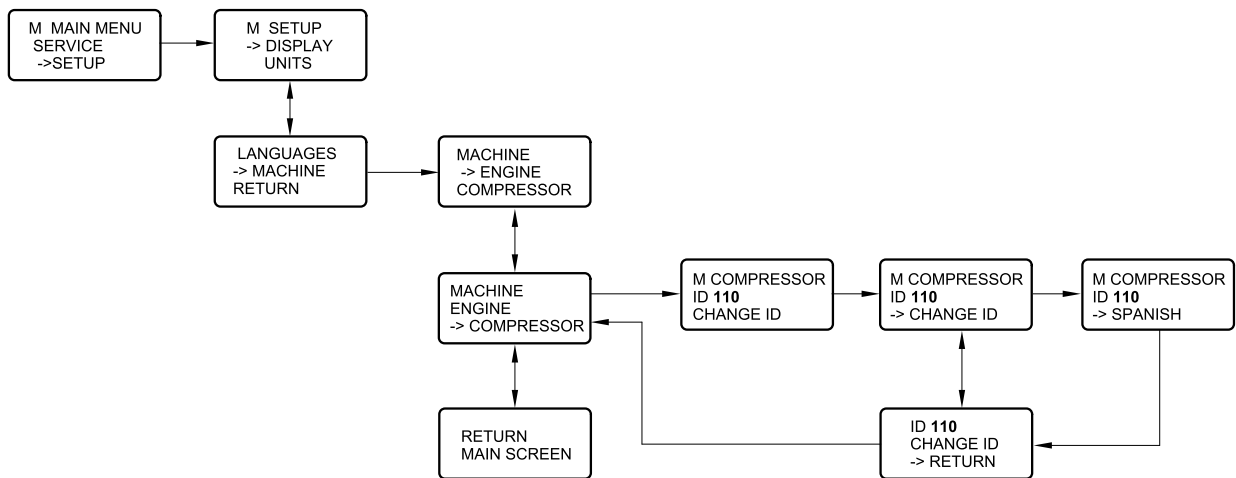 M MAIN MENU
SERVICE
->SETUP
M SETUP
-> DISPLAY
UNITS
LANGUAGES
-> MACHINE
RETURN
MACHINE
-> ENGINE
COMPRESSOR
MACHINE
ENGINE
-> COMPRESSOR
M COMPRESSOR
ID 110
CHANGE ID
M COMPRESSOR
ID 110
-> CHANGE ID
M COMPRESSOR
ID 110
-> SPANISH
RETURN
MAIN SCREEN
ID 110
CHANGE ID
-> RETURN